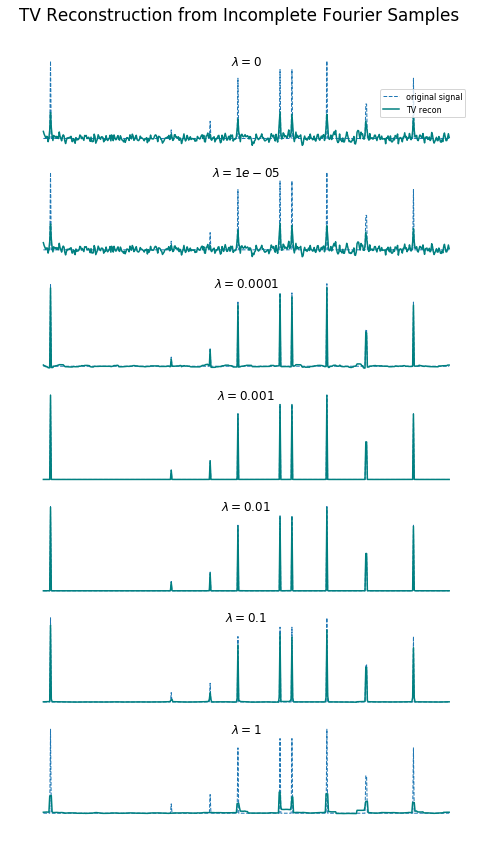 TV Reconstruction from Incomplete Fourier Samples
λ = 0
original signal
TV recon
λ = 1e − 05
λ = 0.0001
λ = 0.001
λ = 0.01
λ = 0.1
λ = 1